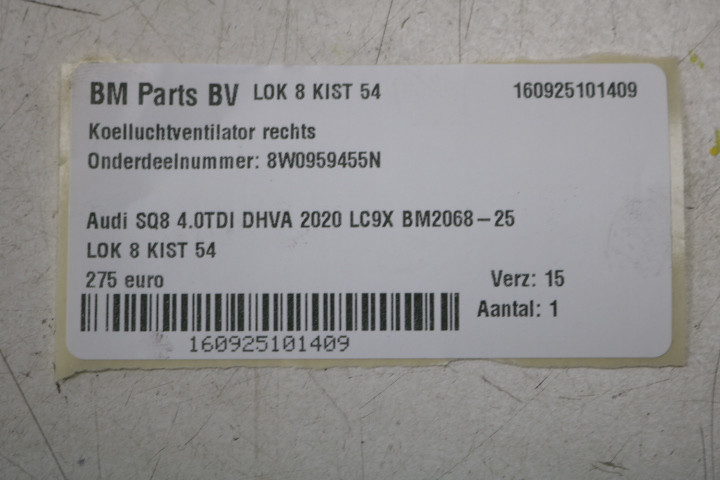 BM Parts BV LOK 8 KIST 54 160925101409
Koelluchtventilator rechts
Onderdeelnummer: 8W0959455N
Audi SQ8 4.0TDI DHVA 2020 LC9X BM2068-25
LOK 8 KIST 54
275 euro Verz: 15
Aantal: 1
160925101409